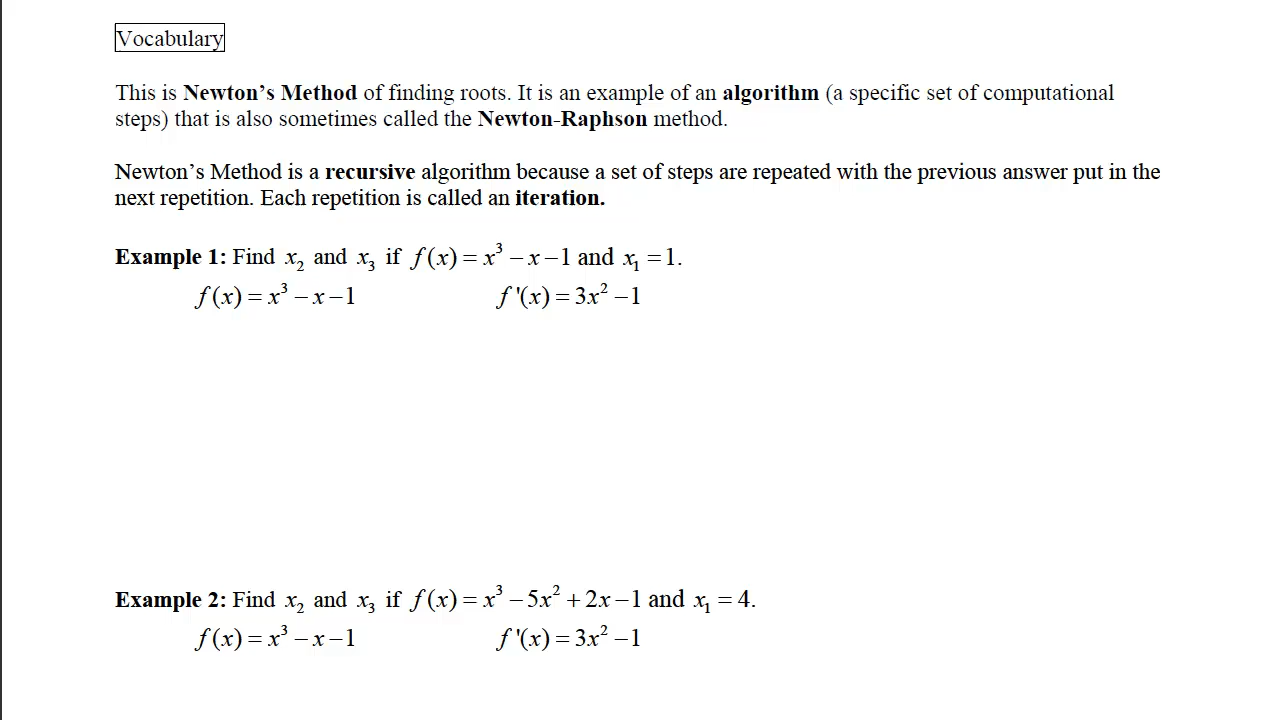 Vocabulary
This is Newton’s Method of finding roots. It is an example of an algorithm (a specific set of computational
steps) that is also sometimes called the Newton-Raphson method.
Newton’s Method is a recursive algorithm because a set of steps are repeated with the previous answer put in the
next repetition. Each repetition is called an iteration.
Example 1: Find x₂ and x₃ if f(x) = x³ − x − 1 and x₁ = 1.
f(x) = x³ − x − 1 f '(x) = 3x² − 1
Example 2: Find x₂ and x₃ if f(x) = x³ − 5x² + 2x − 1 and x₁ = 4.
f(x) = x³ − x − 1 f '(x) = 3x² − 1